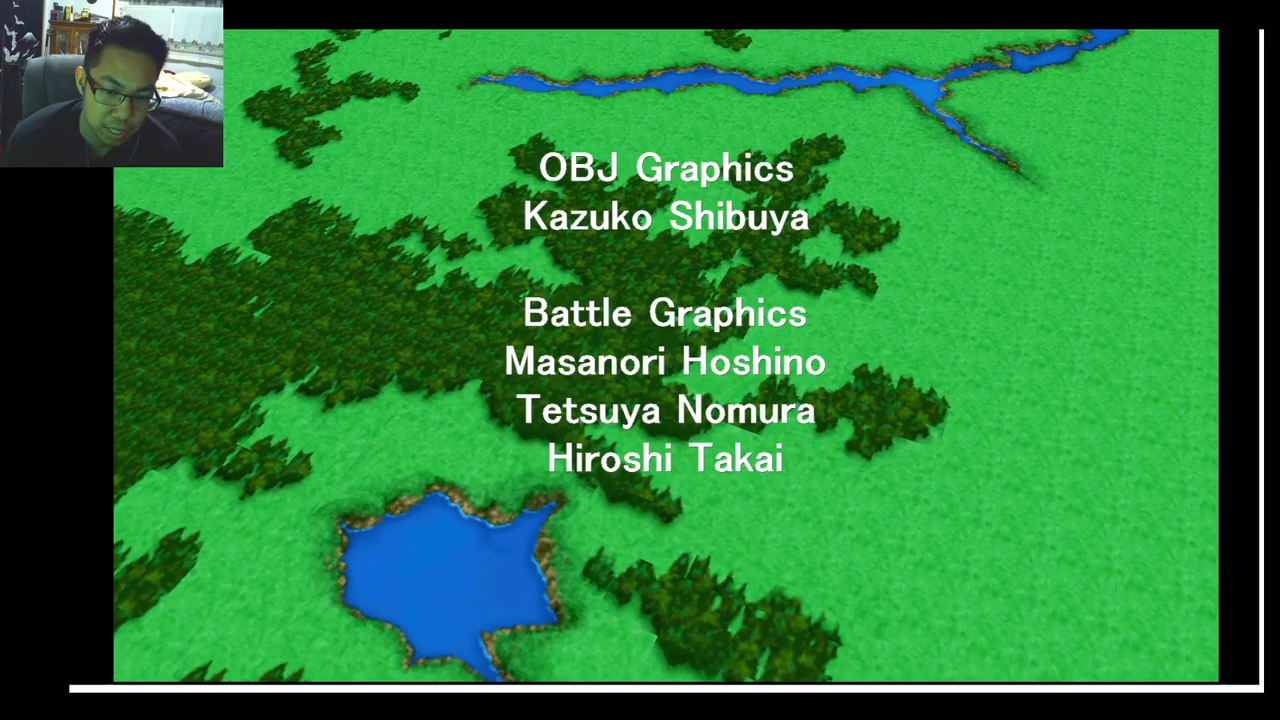 OBJ Graphics
Kazuko Shibuya
Battle Graphics
Masanori Hoshino
Tetsuya Nomura
Hiroshi Takai